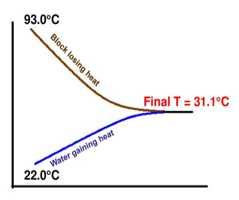 93.0°C
Block losing heat
Final T = 31.1°C
Water gaining heat
22.0°C